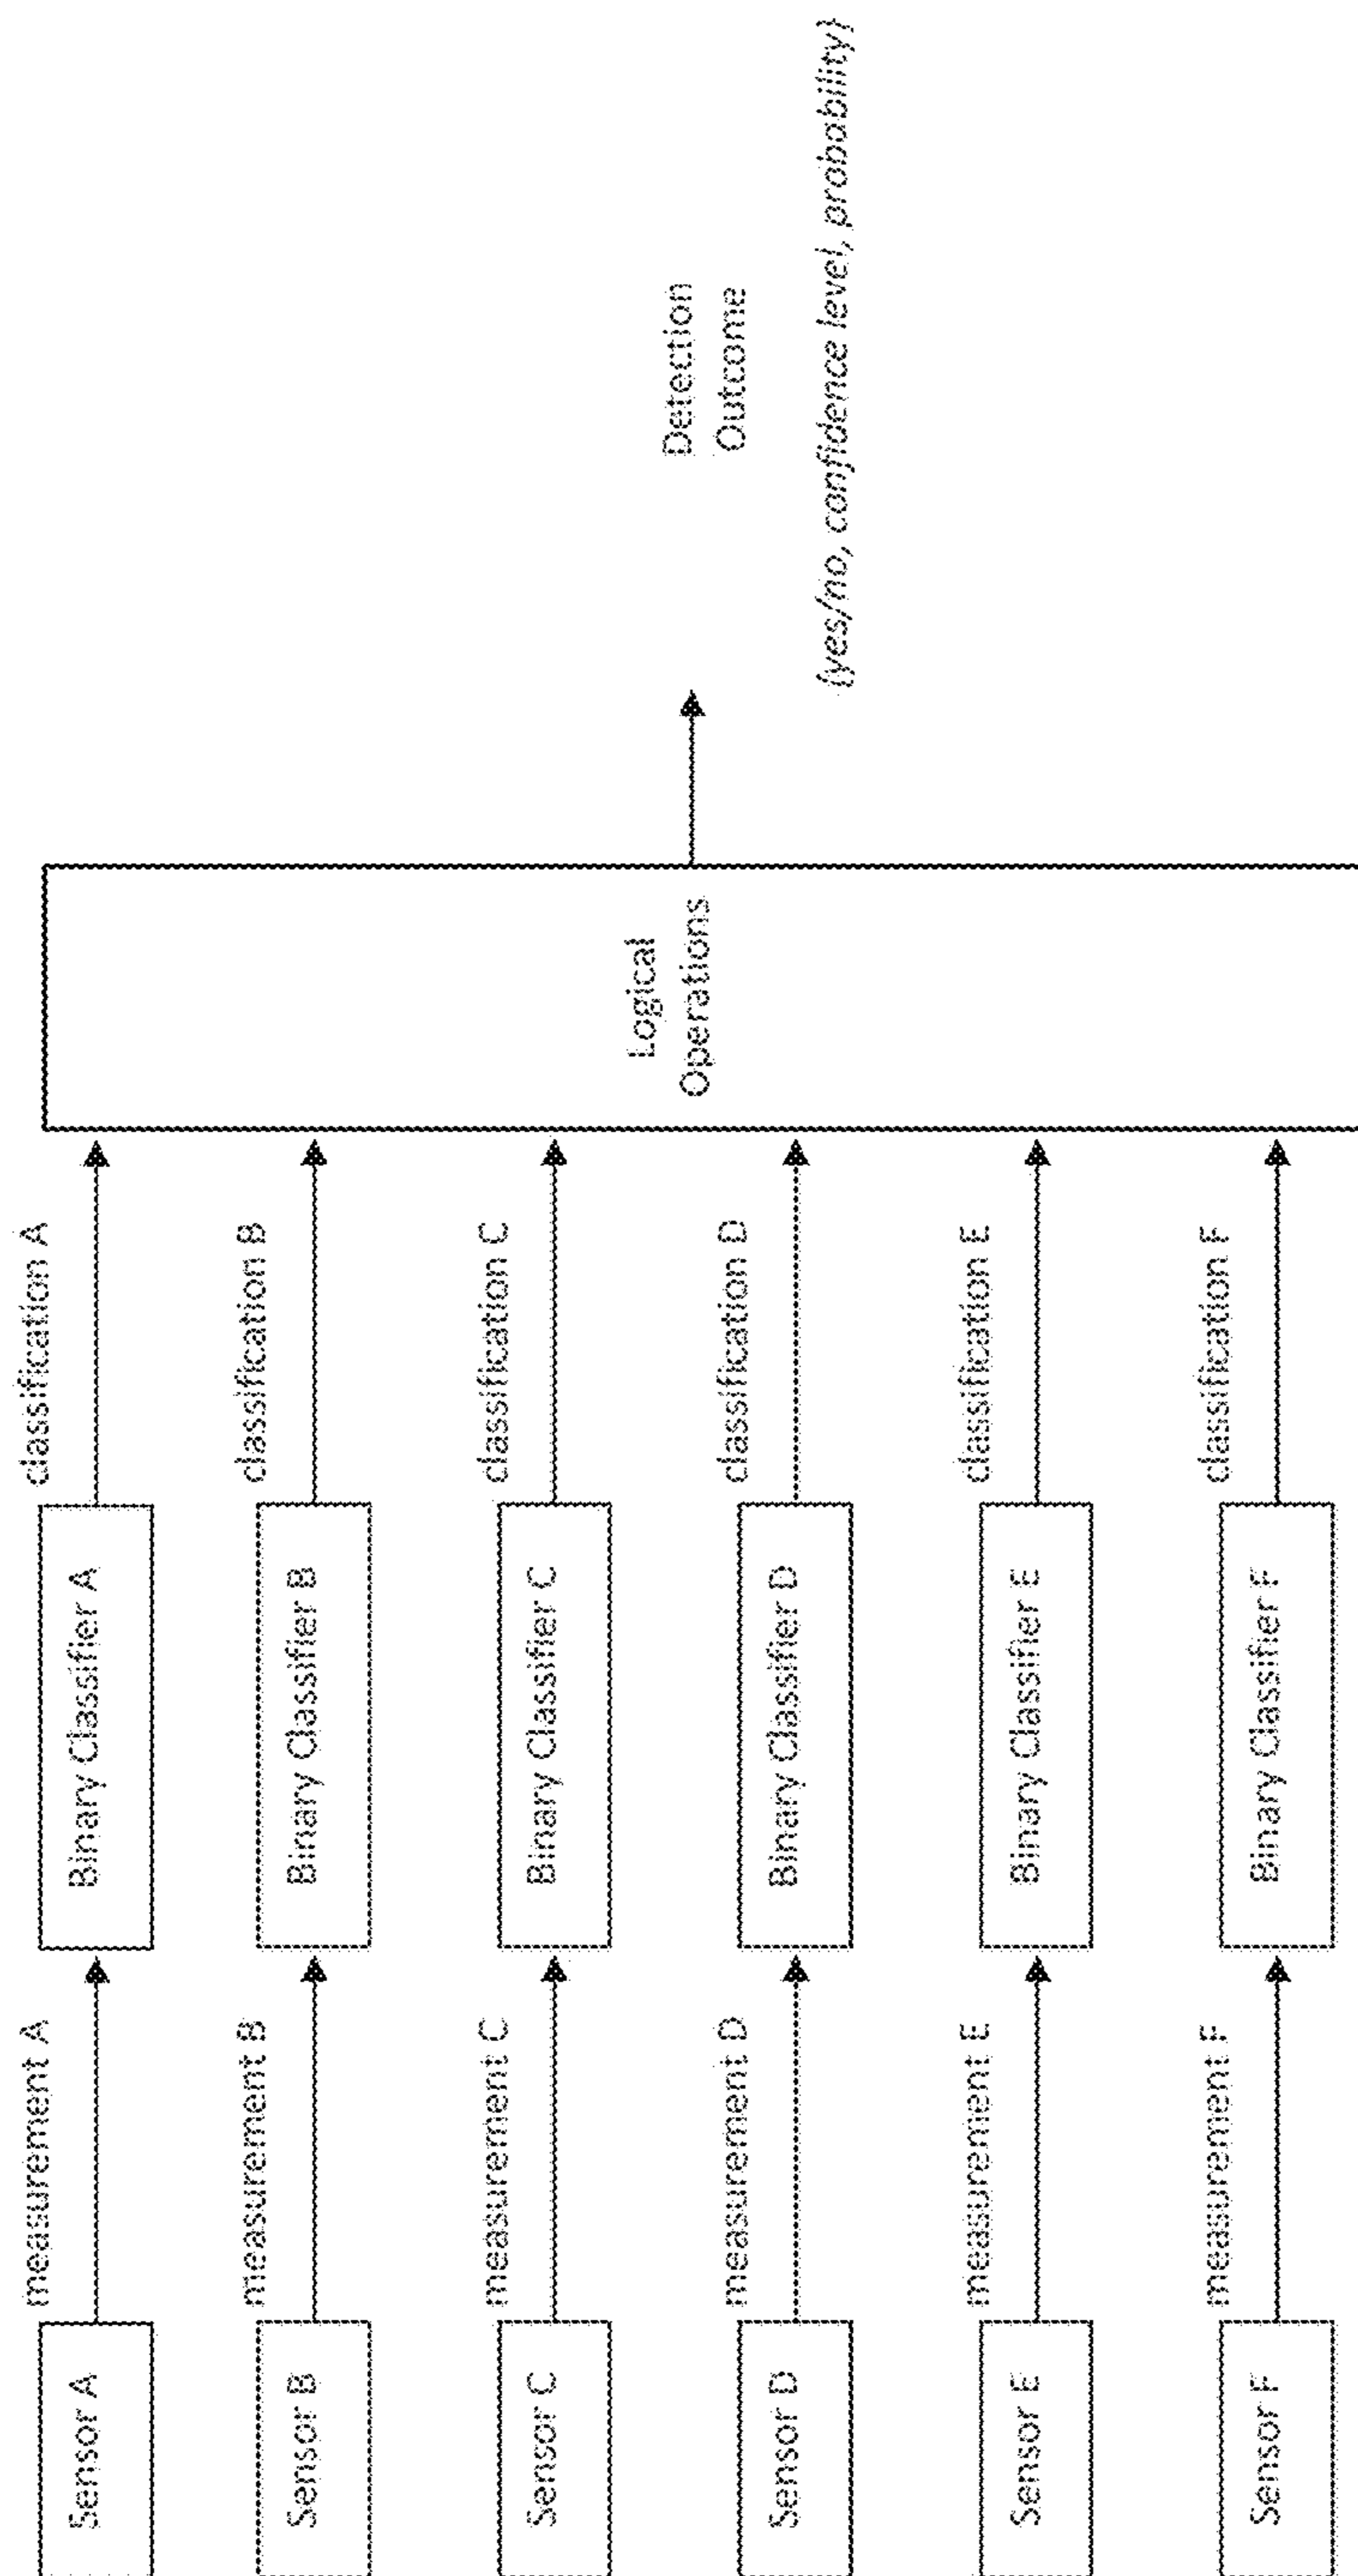 Sensor A
measurement A
Binary Classifier A
classification A
Sensor B
measurement B
Binary Classifier B
classification B
Sensor C
measurement C
Binary Classifier C
classification C
Sensor D
measurement D
Binary Classifier D
classification D
Sensor E
measurement E
Binary Classifier E
classification E
Sensor F
measurement F
Binary Classifier F
classification F
Logical
Operations
Detection
Outcome
(yes/no, confidence level, probability)